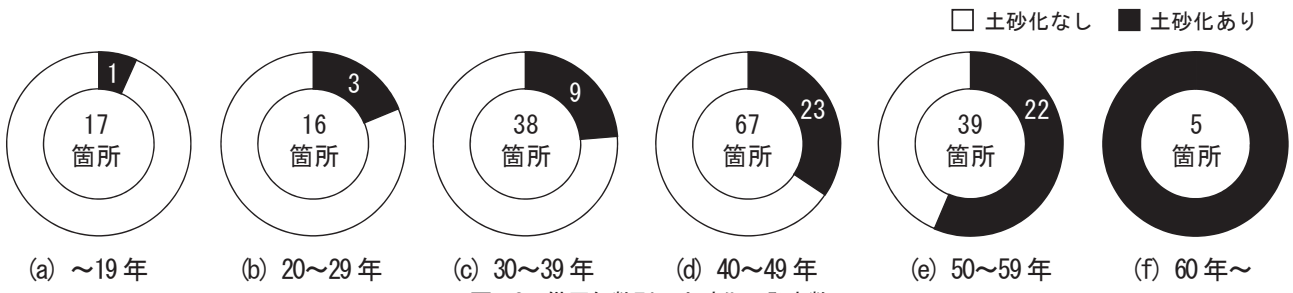 土砂化なし 土砂化あり
1
17
箇所
3
16
箇所
9
38
箇所
23
67
箇所
22
39
箇所
5
箇所
(a) ～19 年
(b) 20～29 年
(c) 30～39 年
(d) 40～49 年
(e) 50～59 年
(f) 60 年～